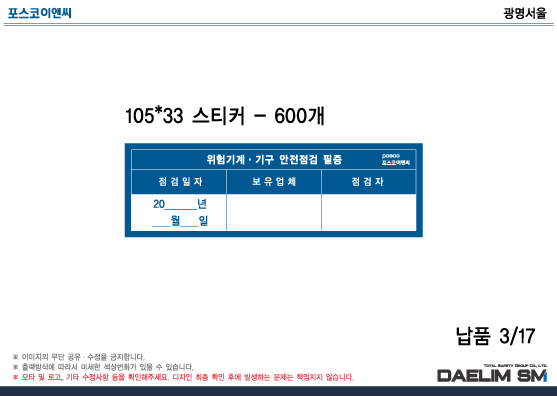 포스코이앤씨
광명서울
105*33 스티커 - 600개
위험기계·기구 안전점검 필증
posco
포스코이앤씨
점검일자 보유업체 점검자
20______년
___월___일
납품 3/17
※ 이미지의 무단 공유·수정을 금지합니다.
※ 출력방식에 따라서 미세한 색상변화가 있을 수 있습니다.
※ 오타 및 로고, 기타 수정사항 등을 확인해주세요. 디자인 최종 확인 후에 발생하는 문제는 책임지지 않습니다.
TOTAL SAFETY GROUP CO., LTD.
DAELIM SM